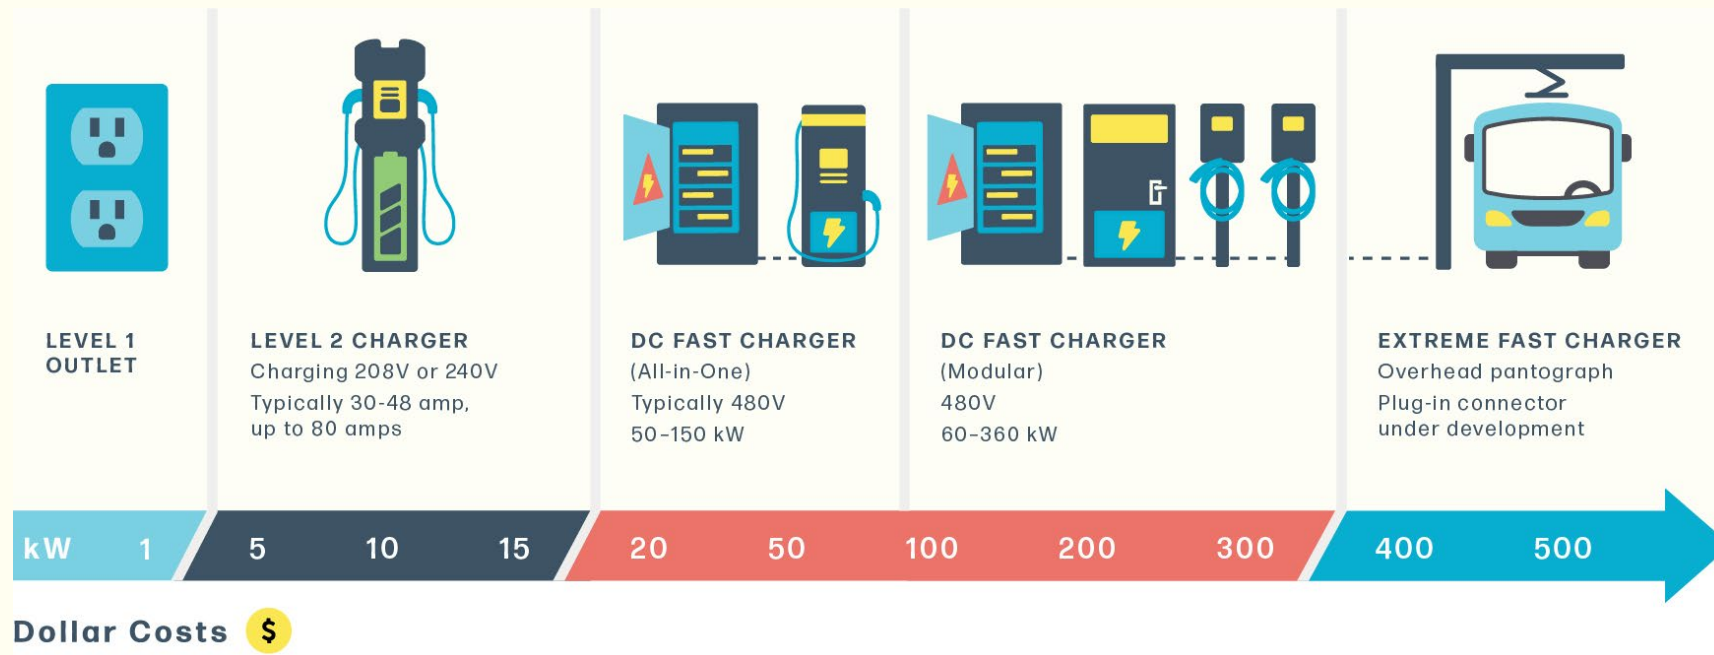 LEVEL 1
OUTLET
LEVEL 2 CHARGER
Charging 208V or 240V
Typically 30-48 amp,
up to 80 amps
DC FAST CHARGER
(All-in-One)
Typically 480V
50–150 kW
DC FAST CHARGER
(Modular)
480V
60–360 kW
EXTREME FAST CHARGER
Overhead pantograph
Plug-in connector
under development
kW 1 5 10 15 20 50 100 200 300 400 500
Dollar Costs $